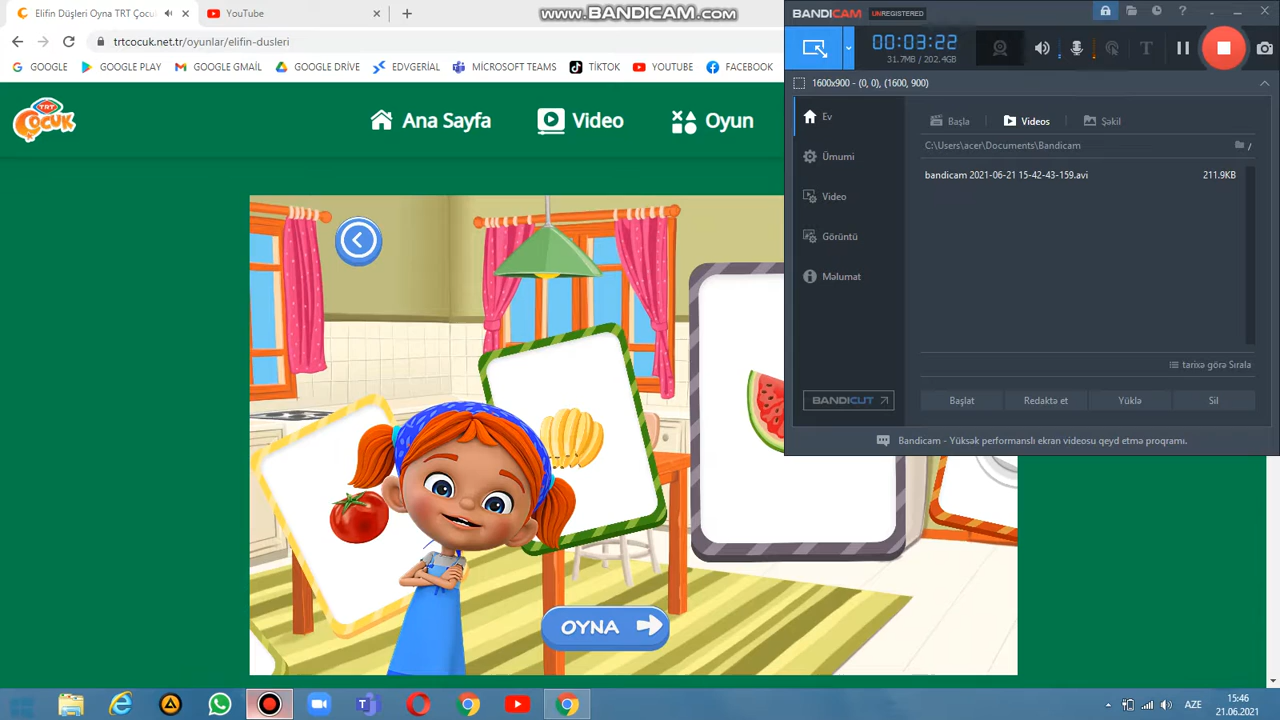 Elifin Düşleri Oyna TRT Çocu
YouTube
www.BANDICAM.com
trtcocuk.net.tr/oyunlar/elifin-dusleri
GOOGLE
GOOGLE PLAY
GOOGLE GMAİL
GOOGLE DRİVE
EDVGERİAL
MİCROSOFT TEAMS
TİKTOK
YOUTUBE
FACEBOOK
TRT
ÇOCUK
Ana Sayfa
Video
Oyun
OYNA
BANDICAM
UNREGISTERED
00:03:22
31.7MB / 202.4GB
1600x900 - (0, 0), (1600, 900)
Ev
Ümumi
Video
Görüntü
Məlumat
BANDICUT
Başla
Videos
Şəkil
C:\Users\acer\Documents\Bandicam
bandicam 2021-06-21 15-42-43-159.avi
211.9KB
tarixə görə Sırala
Başlat
Redaktə et
Yüklə
Sil
Bandicam - Yüksək performanslı ekran videosu qeyd etmə proqramı.
AZE
15:46
21.06.2021